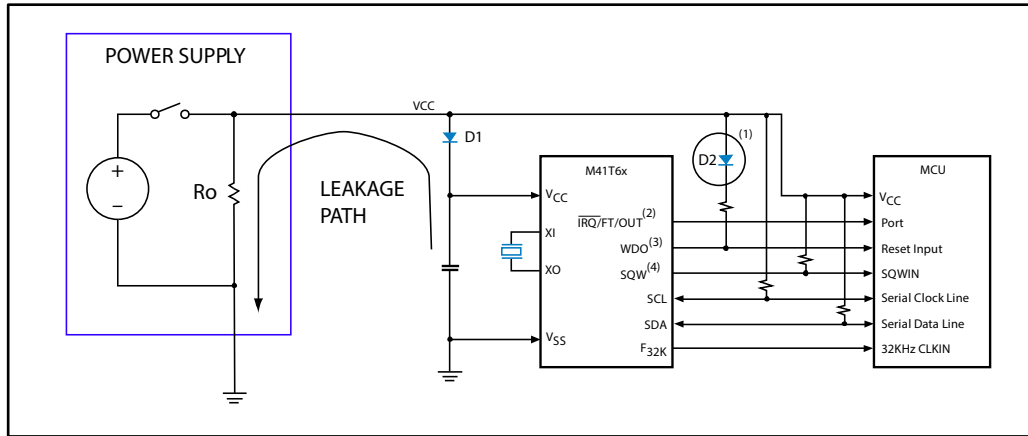 POWER SUPPLY
VCC
D1
D2
(1)
M41T6x
MCU
+
−
Ro
LEAKAGE
PATH
VCC
XI
XO
VSS
IRQ/FT/OUT(2)
WDO(3)
SQW(4)
SCL
SDA
F32K
VCC
Port
Reset Input
SQWIN
Serial Clock Line
Serial Data Line
32KHz CLKIN